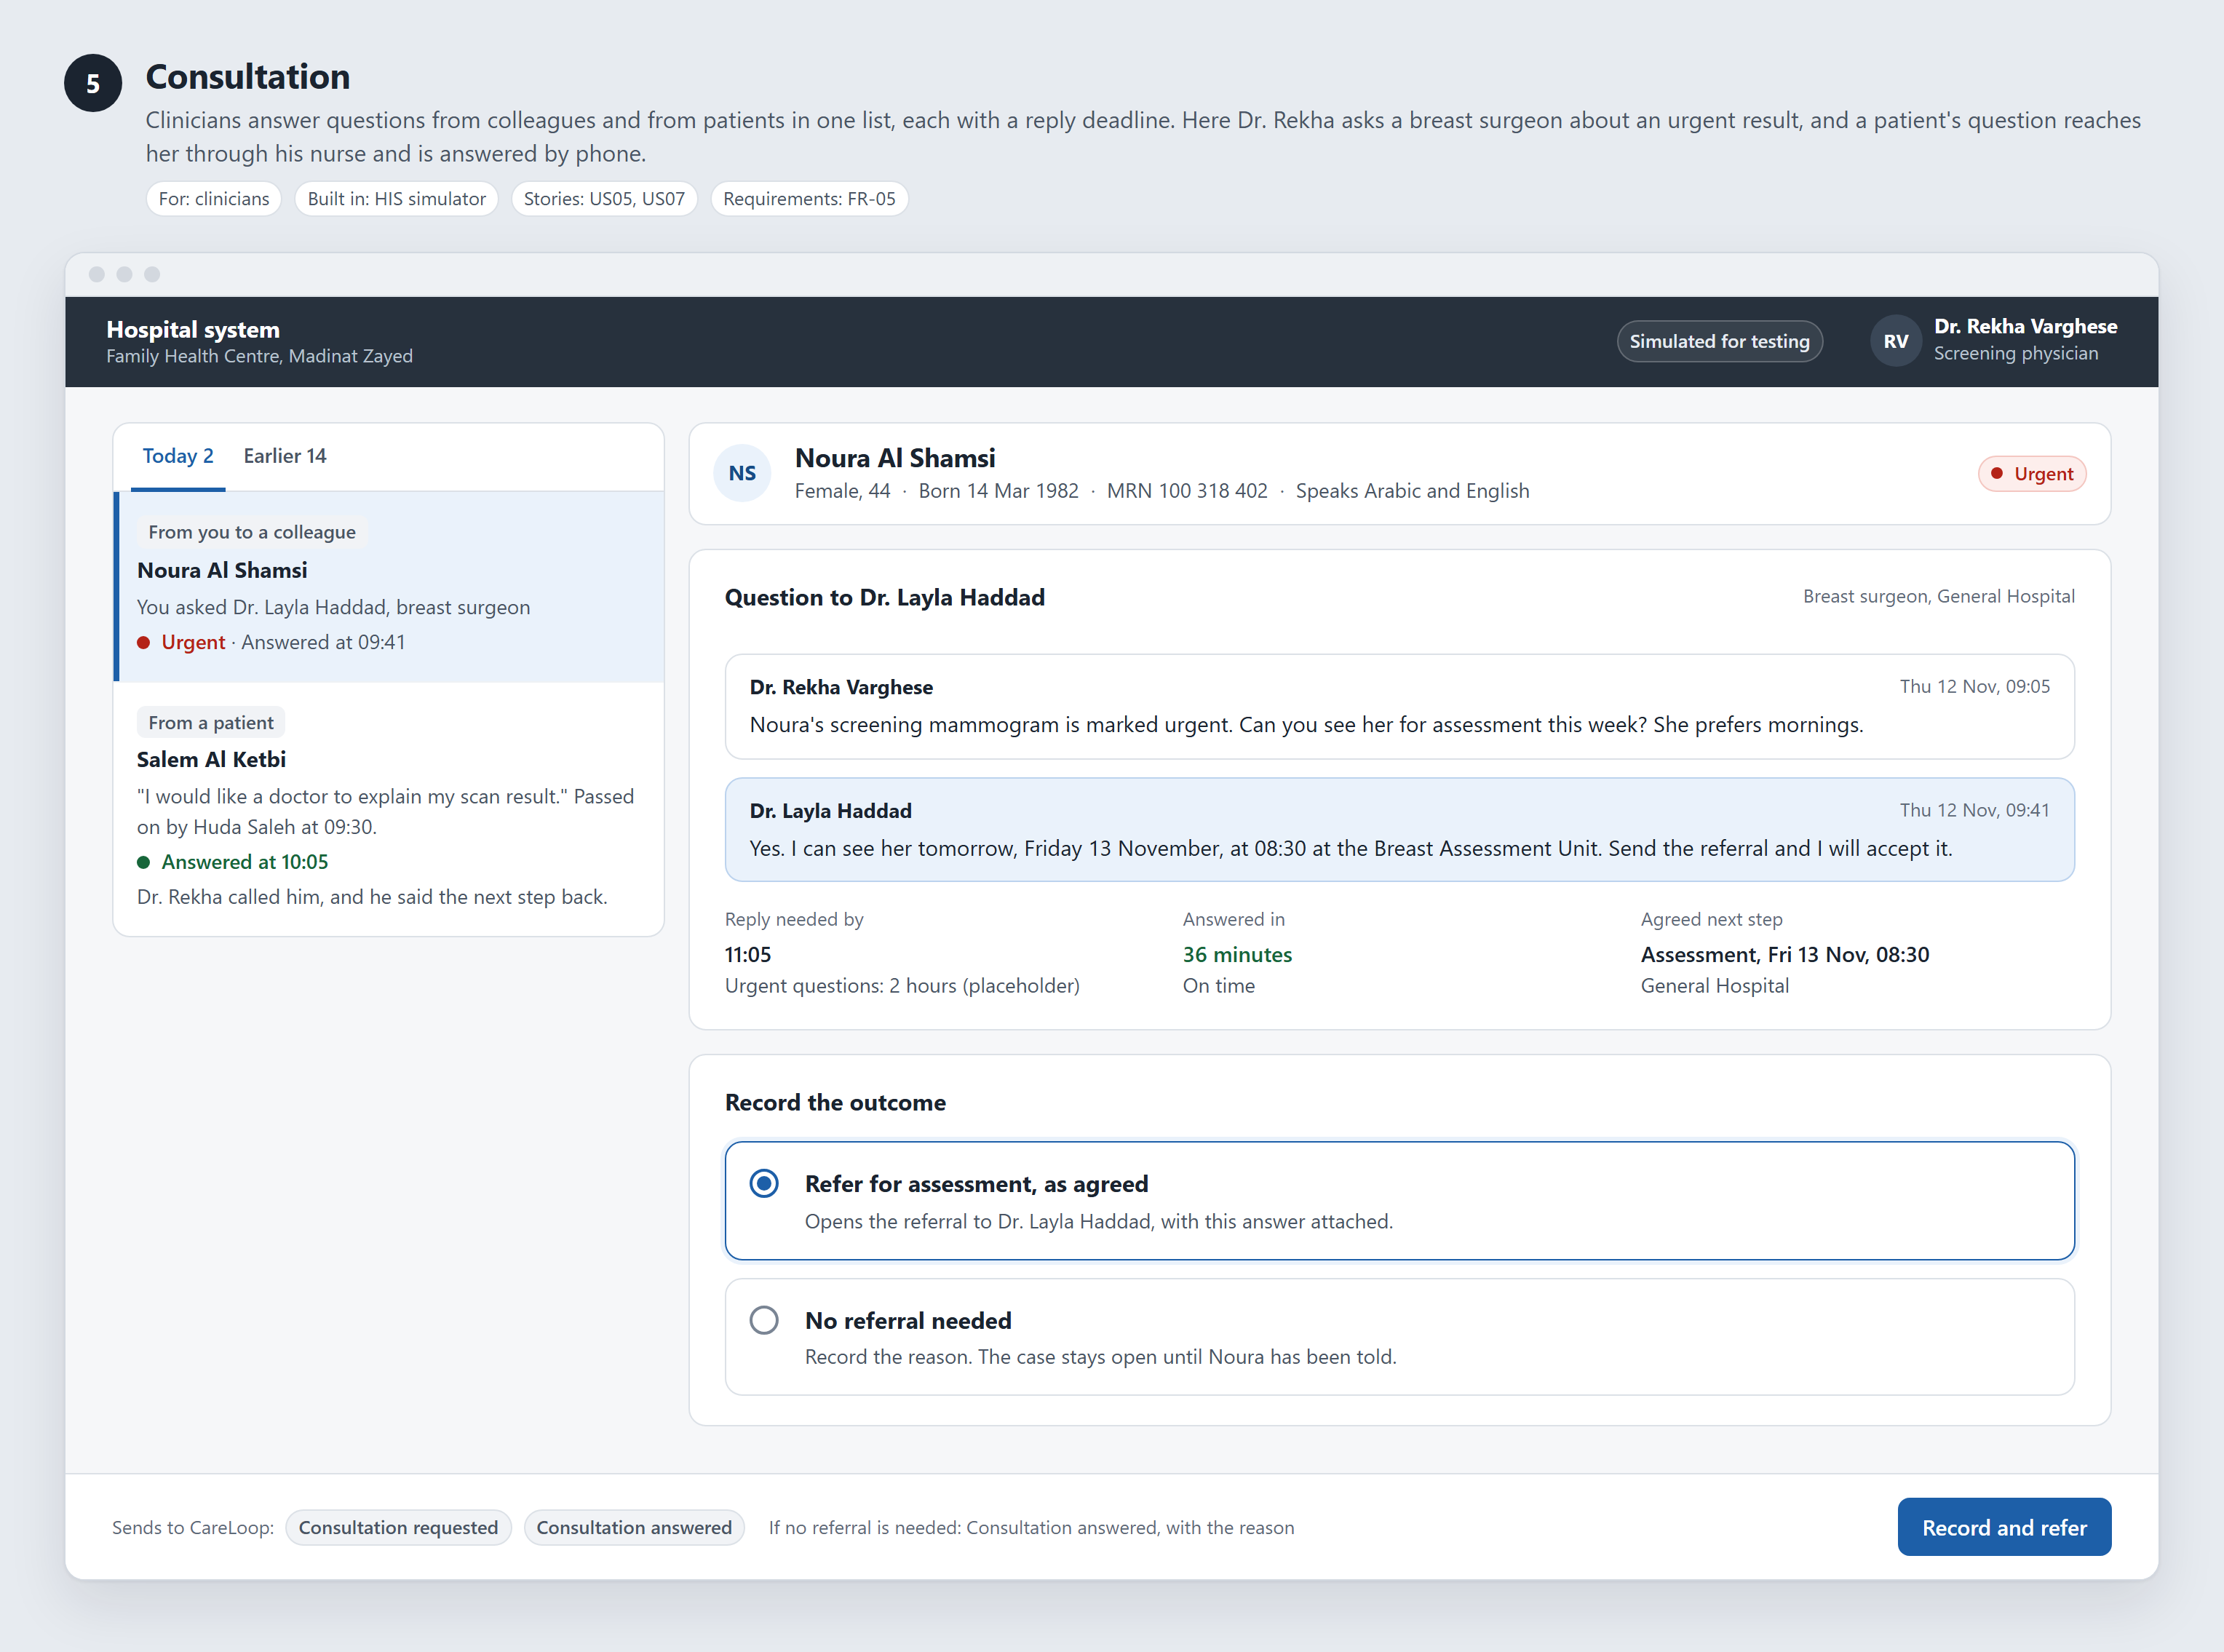 5
Consultation
Clinicians answer questions from colleagues and from patients in one list, each with a reply deadline. Here Dr. Rekha asks a breast surgeon about an urgent result, and a patient's question reaches
her through his nurse and is answered by phone.
For: clinicians
Built in: HIS simulator
Stories: US05, US07
Requirements: FR-05
Hospital system
Family Health Centre, Madinat Zayed
Simulated for testing
RV
Dr. Rekha Varghese
Screening physician
Today 2
Earlier 14
From you to a colleague
Noura Al Shamsi
You asked Dr. Layla Haddad, breast surgeon
Urgent · Answered at 09:41
From a patient
Salem Al Ketbi
"I would like a doctor to explain my scan result." Passed
on by Huda Saleh at 09:30.
Answered at 10:05
Dr. Rekha called him, and he said the next step back.
NS
Noura Al Shamsi
Female, 44 · Born 14 Mar 1982 · MRN 100 318 402 · Speaks Arabic and English
Urgent
Question to Dr. Layla Haddad
Breast surgeon, General Hospital
Dr. Rekha Varghese
Thu 12 Nov, 09:05
Noura's screening mammogram is marked urgent. Can you see her for assessment this week? She prefers mornings.
Dr. Layla Haddad
Thu 12 Nov, 09:41
Yes. I can see her tomorrow, Friday 13 November, at 08:30 at the Breast Assessment Unit. Send the referral and I will accept it.
Reply needed by
11:05
Urgent questions: 2 hours (placeholder)
Answered in
36 minutes
On time
Agreed next step
Assessment, Fri 13 Nov, 08:30
General Hospital
Record the outcome
Refer for assessment, as agreed
Opens the referral to Dr. Layla Haddad, with this answer attached.
No referral needed
Record the reason. The case stays open until Noura has been told.
Sends to CareLoop:
Consultation requested
Consultation answered
If no referral is needed: Consultation answered, with the reason
Record and refer